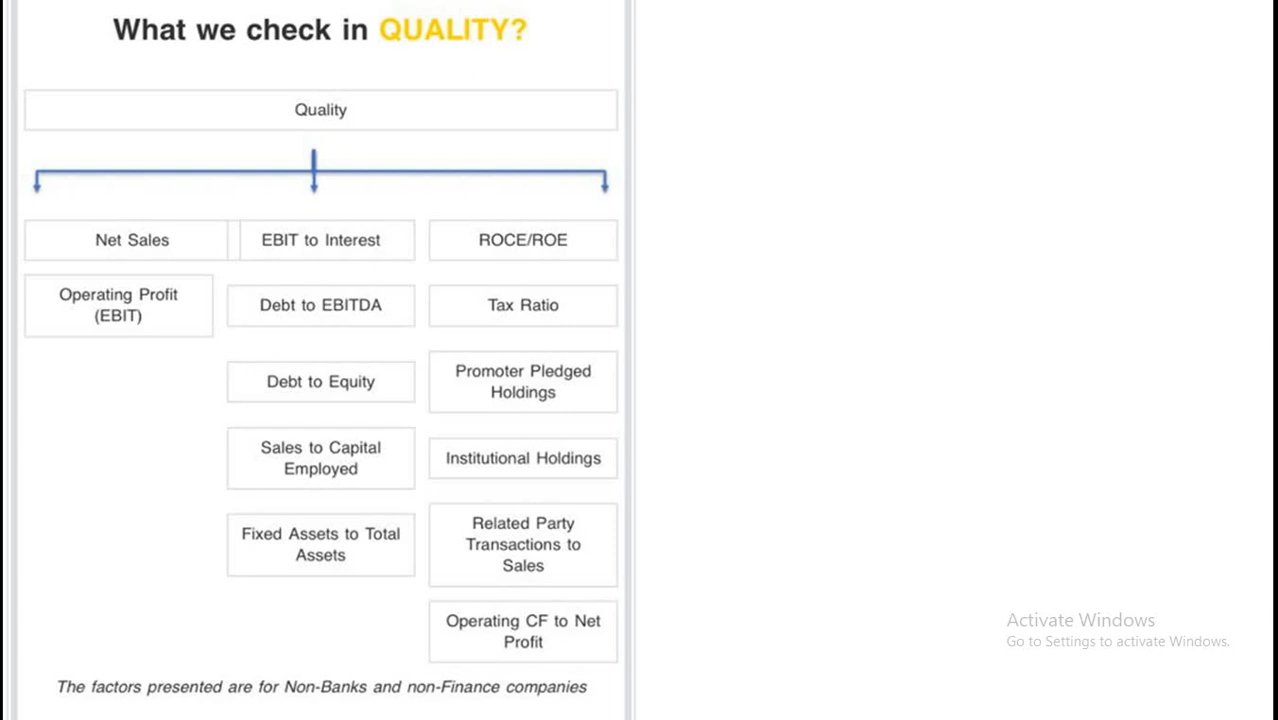 What we check in QUALITY?
Quality
Net Sales
EBIT to Interest
ROCE/ROE
Operating Profit
(EBIT)
Debt to EBITDA
Tax Ratio
Debt to Equity
Promoter Pledged
Holdings
Sales to Capital
Employed
Institutional Holdings
Fixed Assets to Total
Assets
Related Party
Transactions to
Sales
Operating CF to Net
Profit
The factors presented are for Non-Banks and non-Finance companies
Activate Windows
Go to Settings to activate Windows.